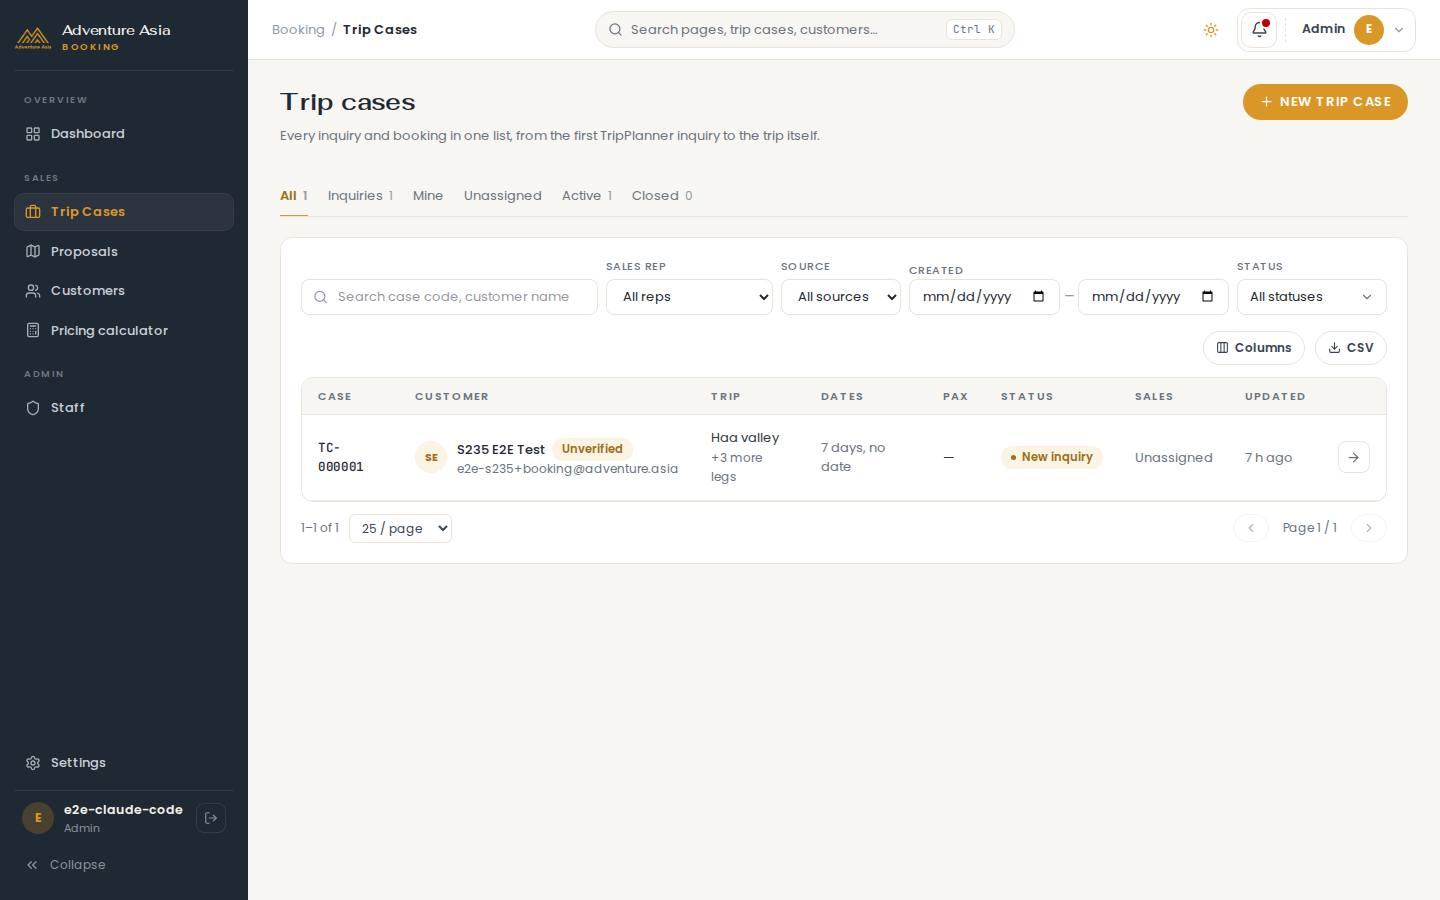 Adventure Asia
BOOKING
Adventure Asia
OVERVIEW
Dashboard
SALES
Trip Cases
Proposals
Customers
Pricing calculator
ADMIN
Staff
Settings
E
e2e-claude-code
Admin
Collapse
Booking / Trip Cases
Search pages, trip cases, customers...
Ctrl K
Admin
E
Trip cases
NEW TRIP CASE
Every inquiry and booking in one list, from the first TripPlanner inquiry to the trip itself.
All 1 Inquiries 1 Mine Unassigned Active 1 Closed 0
SALES REP SOURCE CREATED STATUS
Search case code, customer name All reps All sources mm/dd/yyyy – mm/dd/yyyy All statuses
Columns CSV
CASE CUSTOMER TRIP DATES PAX STATUS SALES UPDATED
TC-
000001
SE
S235 E2E Test Unverified
e2e-s235+booking@adventure.asia
Haa valley
+3 more
legs
7 days, no
date
—
New inquiry
Unassigned
7 h ago
1–1 of 1 25 / page Page 1 / 1